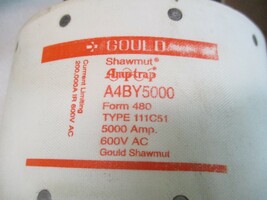 GOULD
Shawmut®
Amptrap®
A4BY5000
Form 480
TYPE 111C51
5000 Amp.
600V AC
Gould Shawmut
Current Limiting
200,000A IR 600V AC